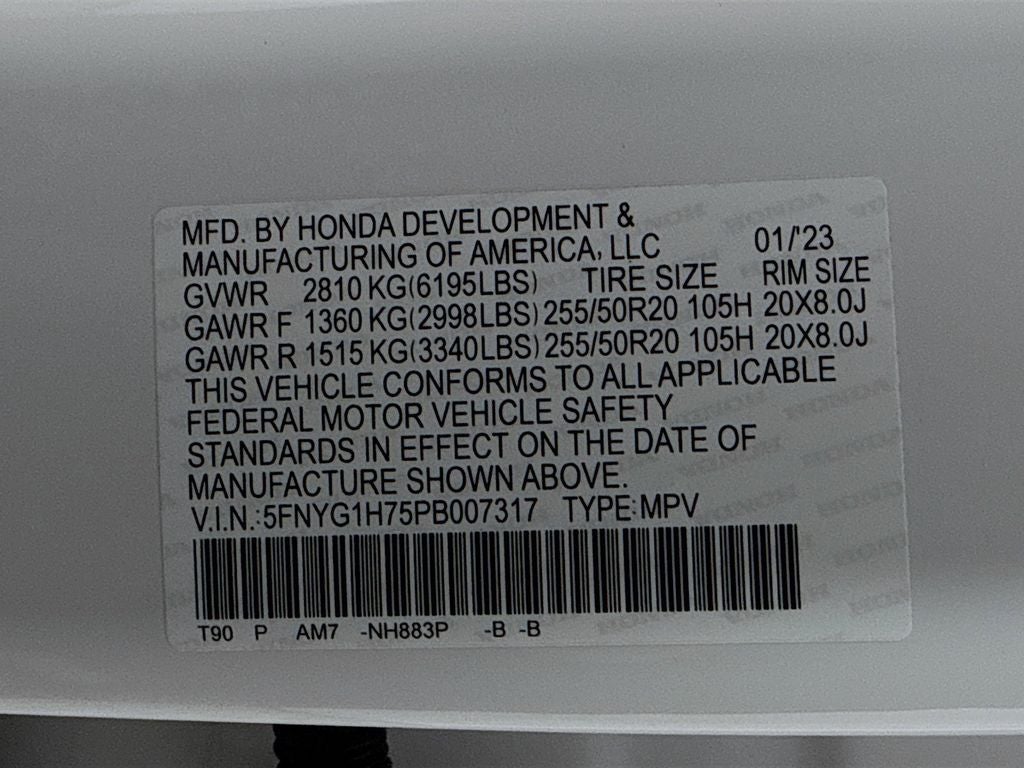 MFD. BY HONDA DEVELOPMENT &
MANUFACTURING OF AMERICA, LLC 01/'23
GVWR 2810 KG(6195LBS) TIRE SIZE RIM SIZE
GAWR F 1360 KG(2998LBS) 255/50R20 105H 20X8.0J
GAWR R 1515 KG(3340LBS) 255/50R20 105H 20X8.0J
THIS VEHICLE CONFORMS TO ALL APPLICABLE
FEDERAL MOTOR VEHICLE SAFETY
STANDARDS IN EFFECT ON THE DATE OF
MANUFACTURE SHOWN ABOVE.
V.I.N.:5FNYG1H75PB007317 TYPE:MPV
T90 P AM7 -NH883P -B -B